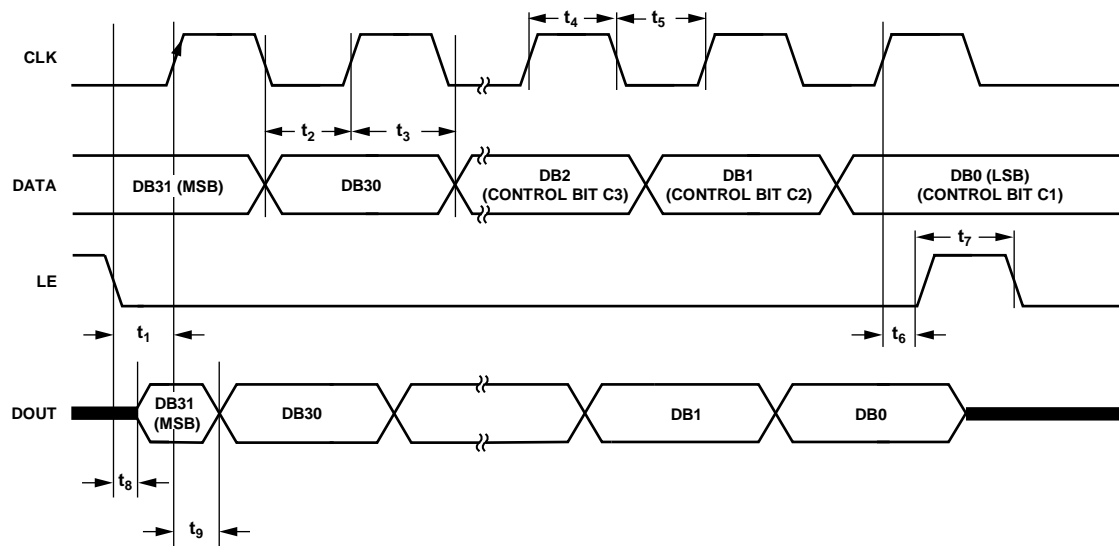 CLK
t4
t5
t2
t3
DATA
DB31 (MSB)
DB30
DB2
(CONTROL BIT C3)
DB1
(CONTROL BIT C2)
DB0 (LSB)
(CONTROL BIT C1)
t7
LE
t1
t6
DOUT
DB31
(MSB)
DB30
DB1
DB0
t8
t9